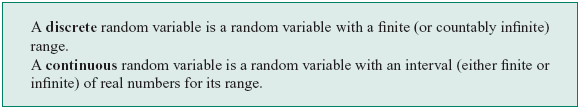 A discrete random variable is a random variable with a finite (or countably infinite)
range.
A continuous random variable is a random variable with an interval (either finite or
infinite) of real numbers for its range.